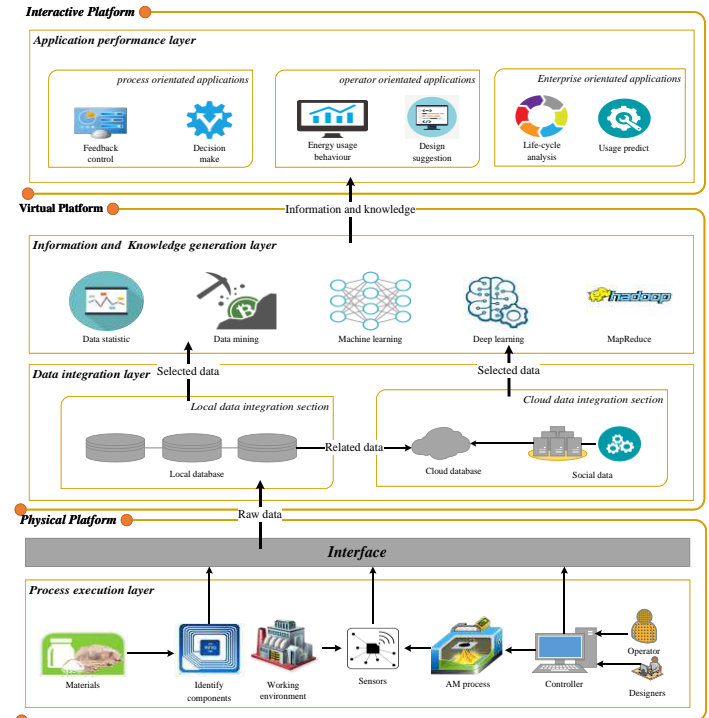 Interactive Platform
Application performance layer
process orientated applications
operator orientated applications
Enterprise orientated applications
Feedback
control
Decision
make
Energy usage
behaviour
Design
suggestion
Life-cycle
analysis
Usage predict
Virtual Platform
Information and knowledge
Information and Knowledge generation layer
hadoop
Data statistic
Data mining
Machine learning
Deep learning
MapReduce
Data integration layer
Selected data
Selected data
Local data integration section
Cloud data integration section
Related data
Local database
Cloud database
Social data
Raw data
Physical Platform
Interface
Process execution layer
Materials
Identify
components
Working
environment
Sensors
AM process
Controller
Operator
Designers